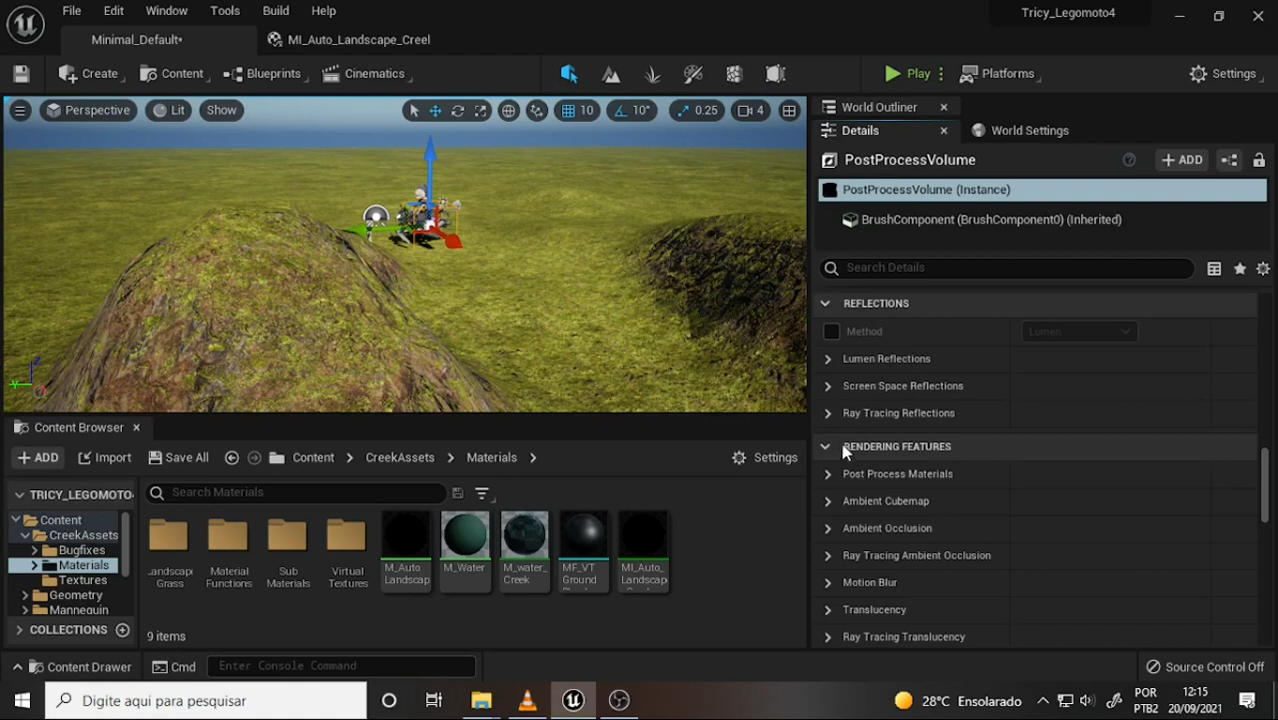 File Edit Window Tools Build Help
Tricy_Legomoto4
Minimal_Default•
MI_Auto_Landscape_Creel
Create Content Blueprints Cinematics Play Platforms Settings
Perspective Lit Show 10 10° 0.25 4
World Outliner
Details World Settings
PostProcessVolume
+ ADD
PostProcessVolume (Instance)
BrushComponent (BrushComponent0) (Inherited)
Search Details
REFLECTIONS
Method Lumen
Lumen Reflections
Screen Space Reflections
Ray Tracing Reflections
RENDERING FEATURES
Post Process Materials
Ambient Cubemap
Ambient Occlusion
Ray Tracing Ambient Occlusion
Motion Blur
Translucency
Ray Tracing Translucency
Content Browser
+ ADD Import Save All Content CreekAssets Materials Settings
TRICY_LEGOMOTO4
Content
CreekAssets
Bugfixes
Materials
Textures
Geometry
Mannequin
COLLECTIONS
Search Materials
Landscape Grass
Material Functions
Sub Materials
Virtual Textures
M_Auto Landscap
M_Water
M_water_ Creek
MF_VT Ground
MI_Auto_ Landscap
9 items
Content Drawer Cmd Enter Console Command Source Control Off
Digite aqui para pesquisar
28°C Ensolarado
POR
PTB2
12:15
20/09/2021